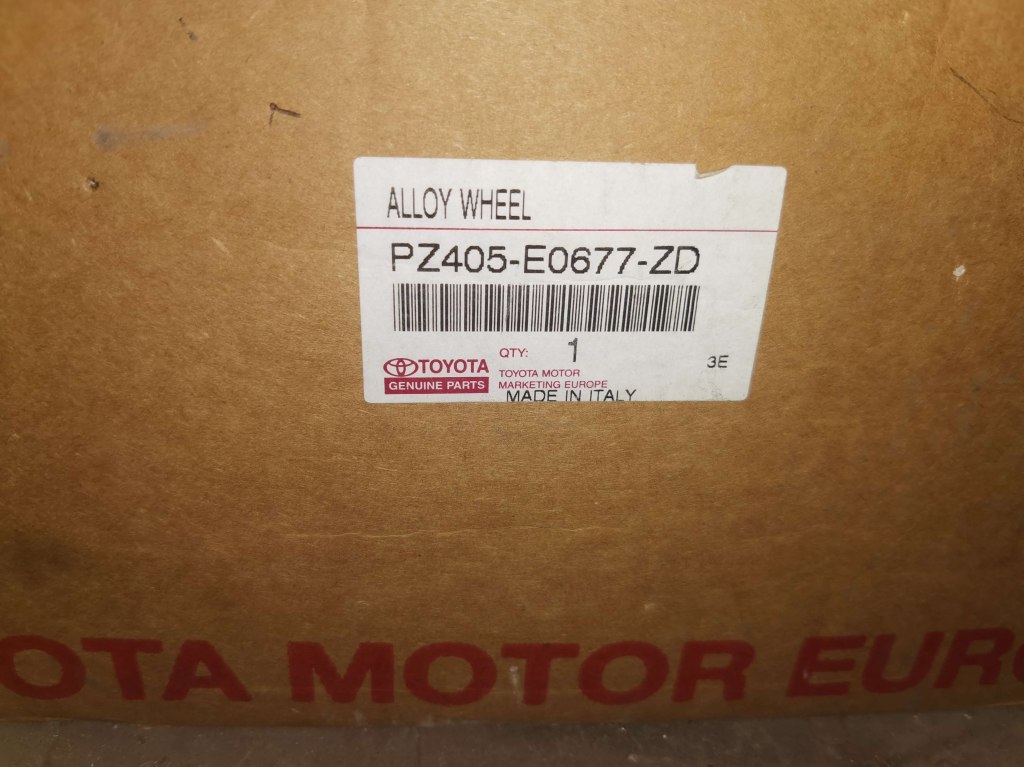 ALLOY WHEEL
PZ405-E0677-ZD
QTY: 1
3E
TOYOTA
GENUINE PARTS
TOYOTA MOTOR
MARKETING EUROPE
MADE IN ITALY
OTA MOTOR EURO